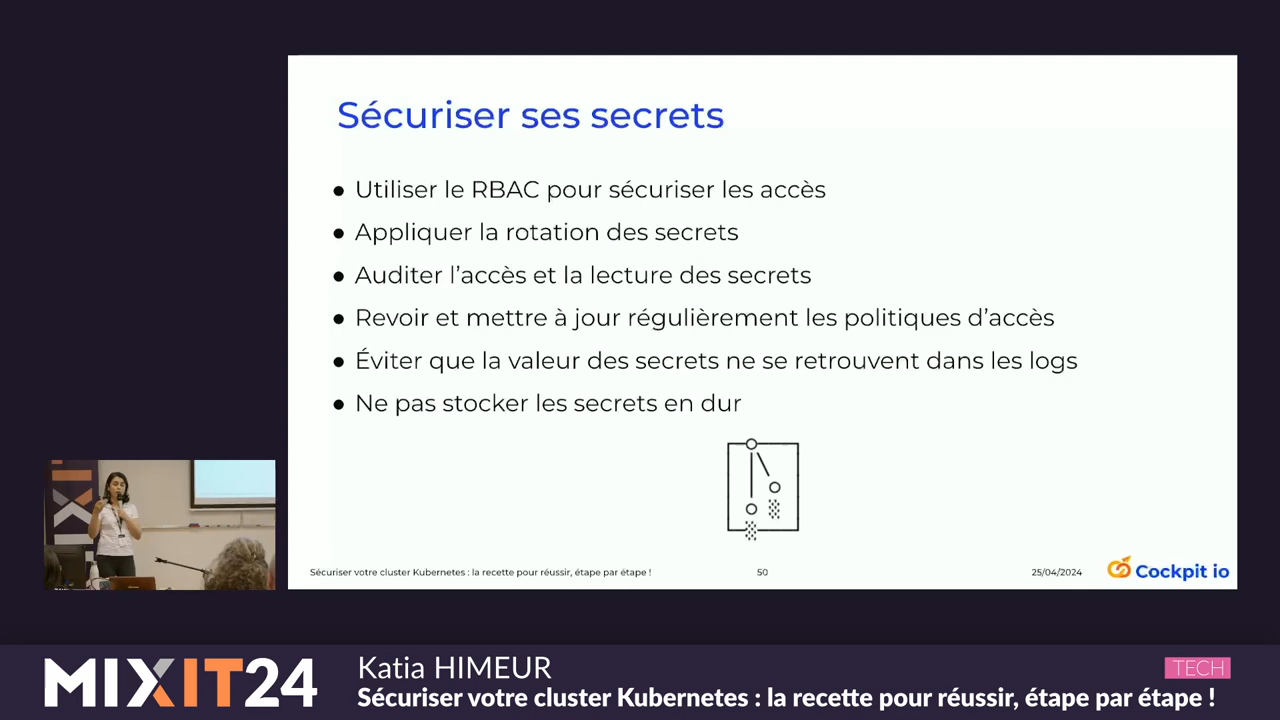 Sécuriser ses secrets
● Utiliser le RBAC pour sécuriser les accès
● Appliquer la rotation des secrets
● Auditer l’accès et la lecture des secrets
● Revoir et mettre à jour régulièrement les politiques d’accès
● Éviter que la valeur des secrets ne se retrouvent dans les logs
● Ne pas stocker les secrets en dur
Sécuriser votre cluster Kubernetes : la recette pour réussir, étape par étape !
50
25/04/2024
Cockpit io
MIXIT24
Katia HIMEUR
TECH
Sécuriser votre cluster Kubernetes : la recette pour réussir, étape par étape !